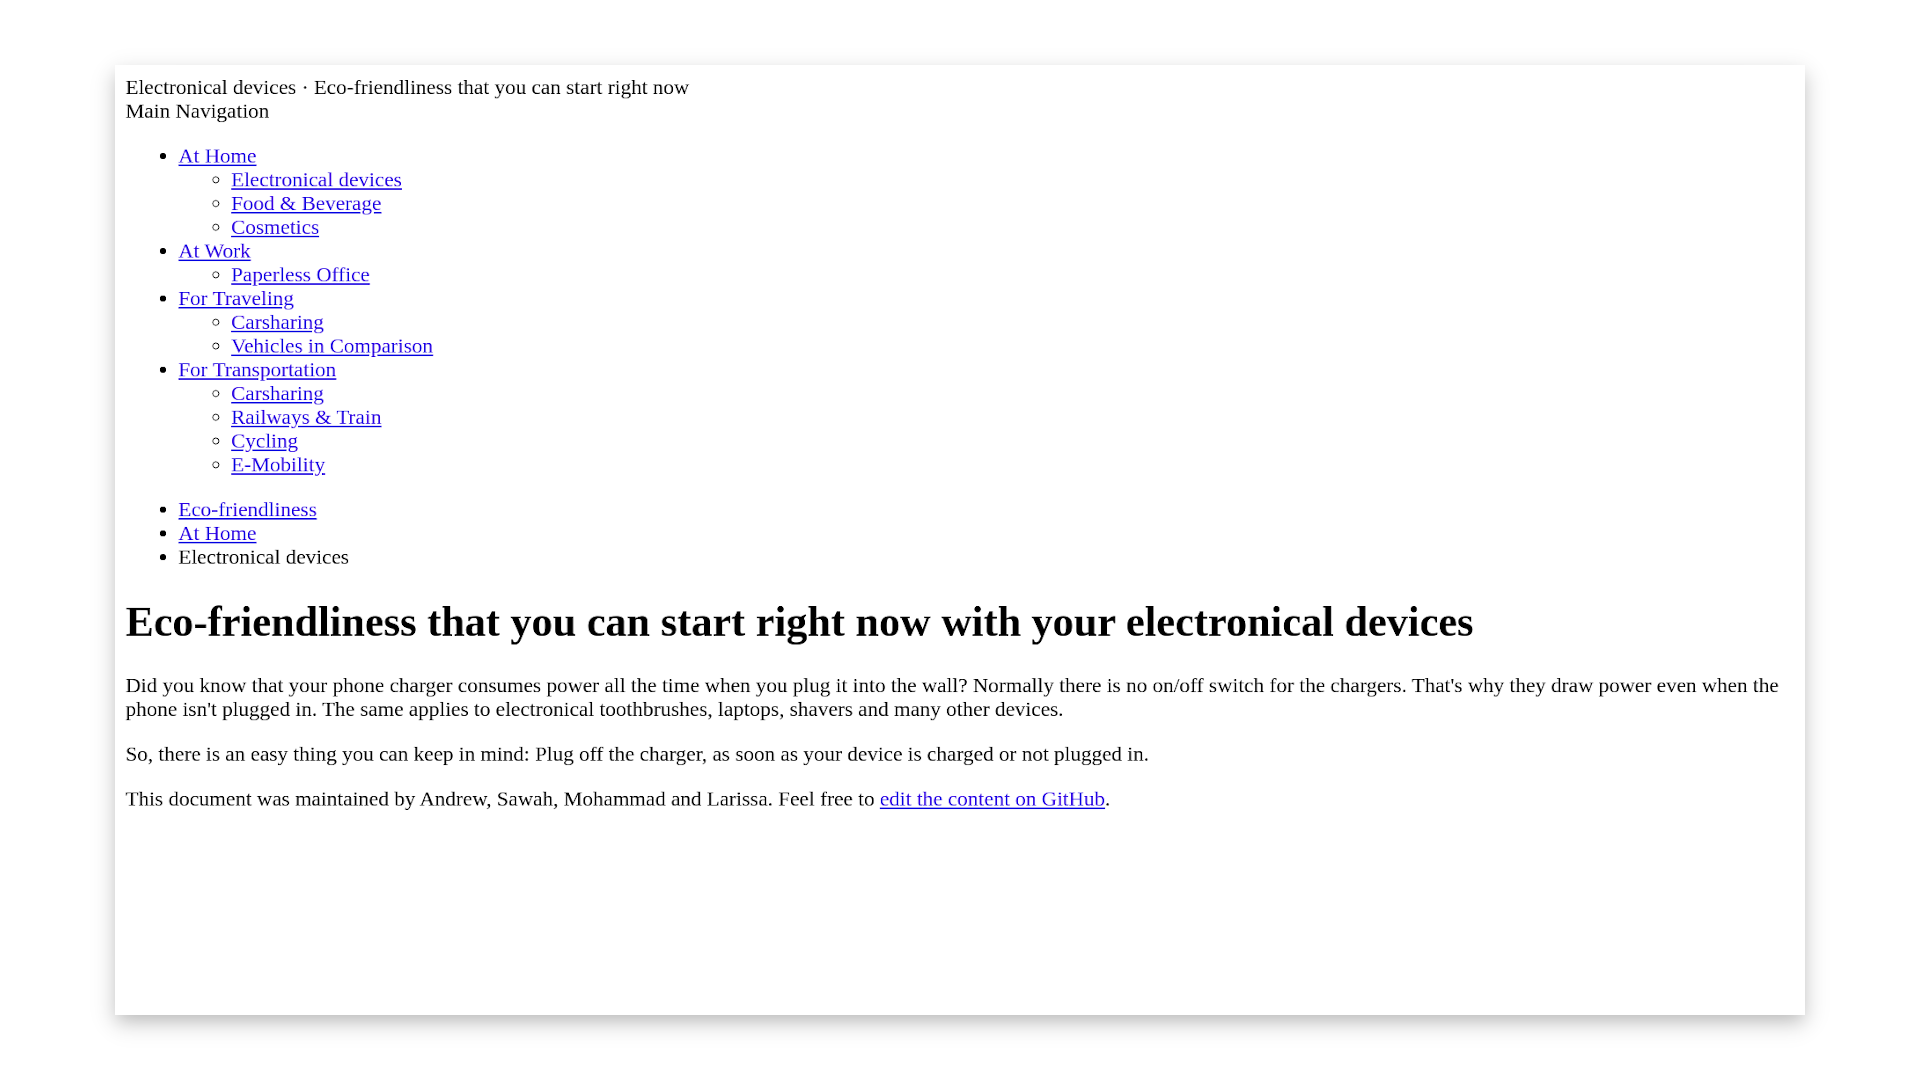 Electronical devices · Eco-friendliness that you can start right now
Main Navigation
At Home
Electronical devices
Food & Beverage
Cosmetics
At Work
Paperless Office
For Traveling
Carsharing
Vehicles in Comparison
For Transportation
Carsharing
Railways & Train
Cycling
E-Mobility
Eco-friendliness
At Home
Electronical devices
Eco-friendliness that you can start right now with your electronical devices
Did you know that your phone charger consumes power all the time when you plug it into the wall? Normally there is no on/off switch for the chargers. That's why they draw power even when the
phone isn't plugged in. The same applies to electronical toothbrushes, laptops, shavers and many other devices.
So, there is an easy thing you can keep in mind: Plug off the charger, as soon as your device is charged or not plugged in.
This document was maintained by Andrew, Sawah, Mohammad and Larissa. Feel free to edit the content on GitHub.